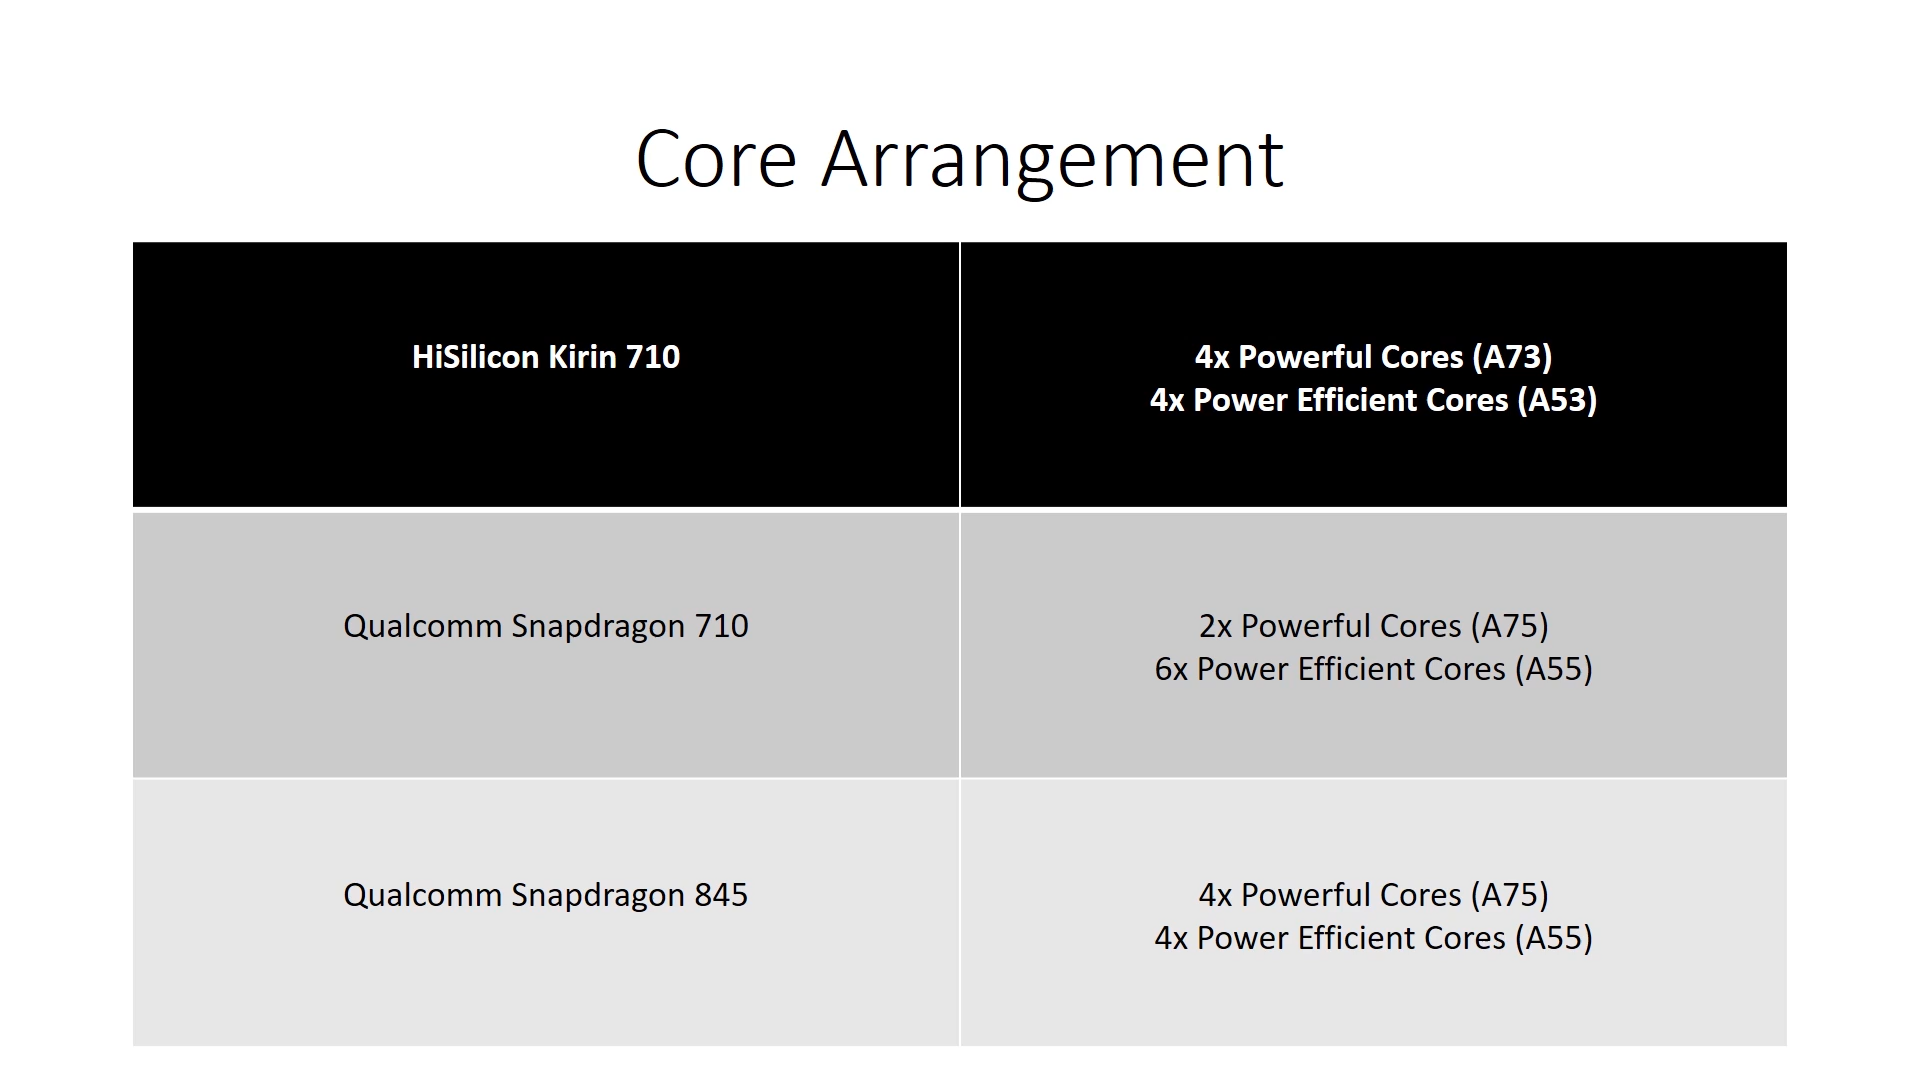 Core Arrangement
HiSilicon Kirin 710
4x Powerful Cores (A73)
4x Power Efficient Cores (A53)
Qualcomm Snapdragon 710
2x Powerful Cores (A75)
6x Power Efficient Cores (A55)
Qualcomm Snapdragon 845
4x Powerful Cores (A75)
4x Power Efficient Cores (A55)